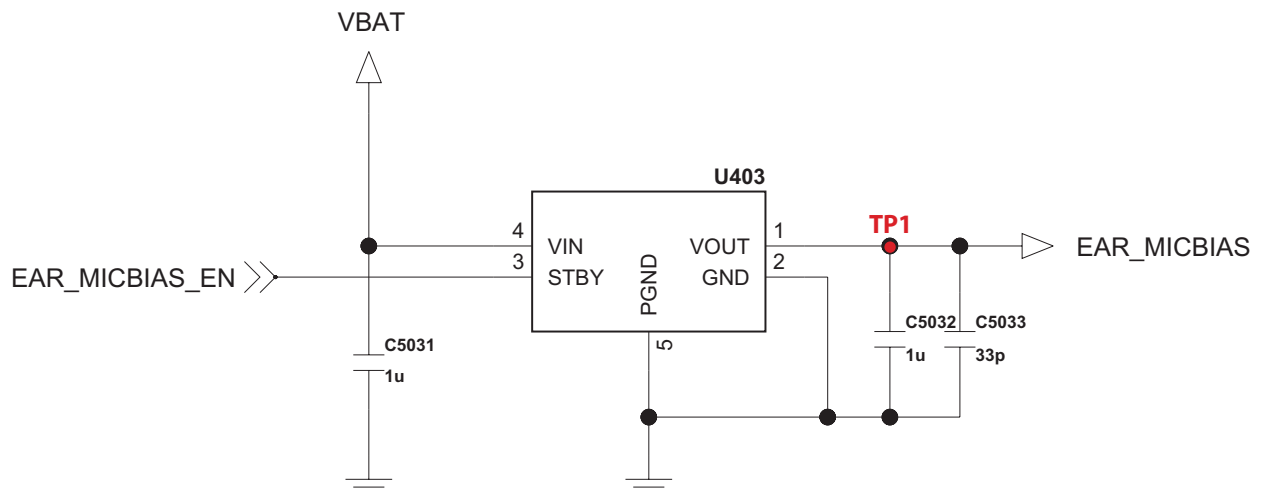 VBAT
U403
4
VIN
VOUT
1
TP1
EAR_MICBIAS
EAR_MICBIAS_EN
3
STBY
PGND
GND
2
5
C5031
1u
C5032
1u
C5033
33p